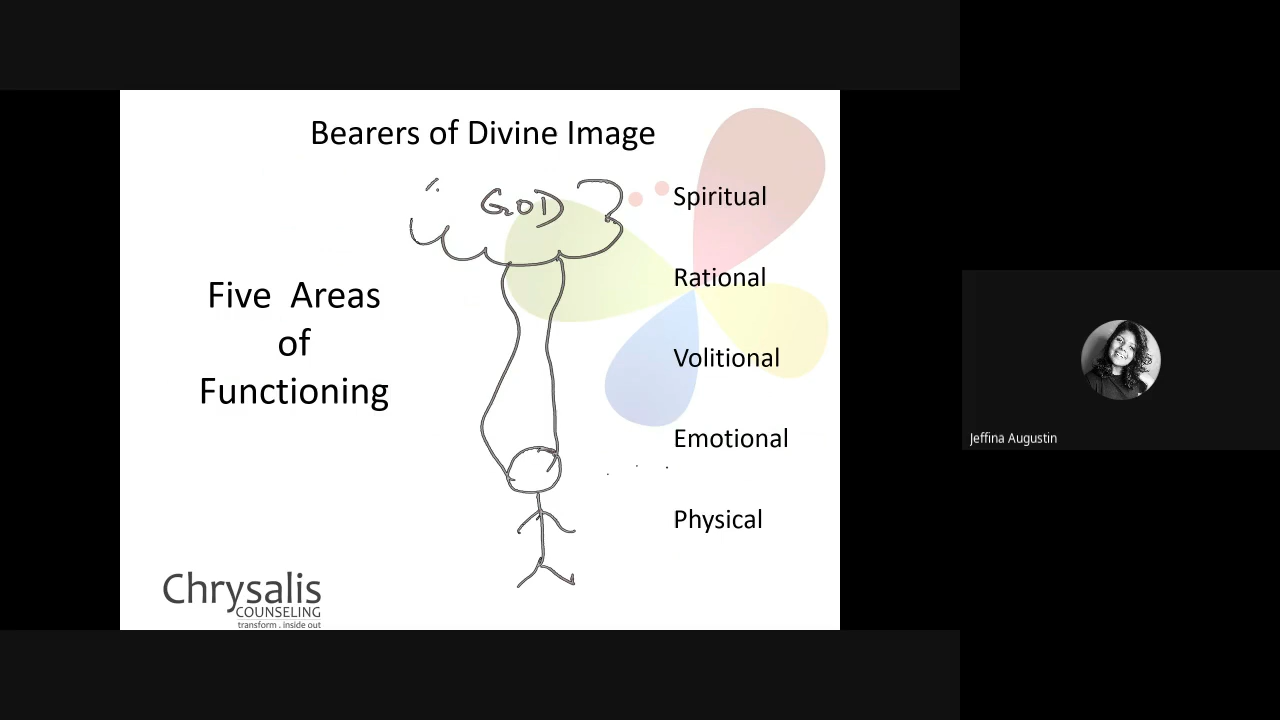 Bearers of Divine Image
GOD
Spiritual
Rational
Five Areas
of
Functioning
Volitional
Emotional
Physical
Chrysalis
COUNSELING
transform . inside out
Jeffina Augustin